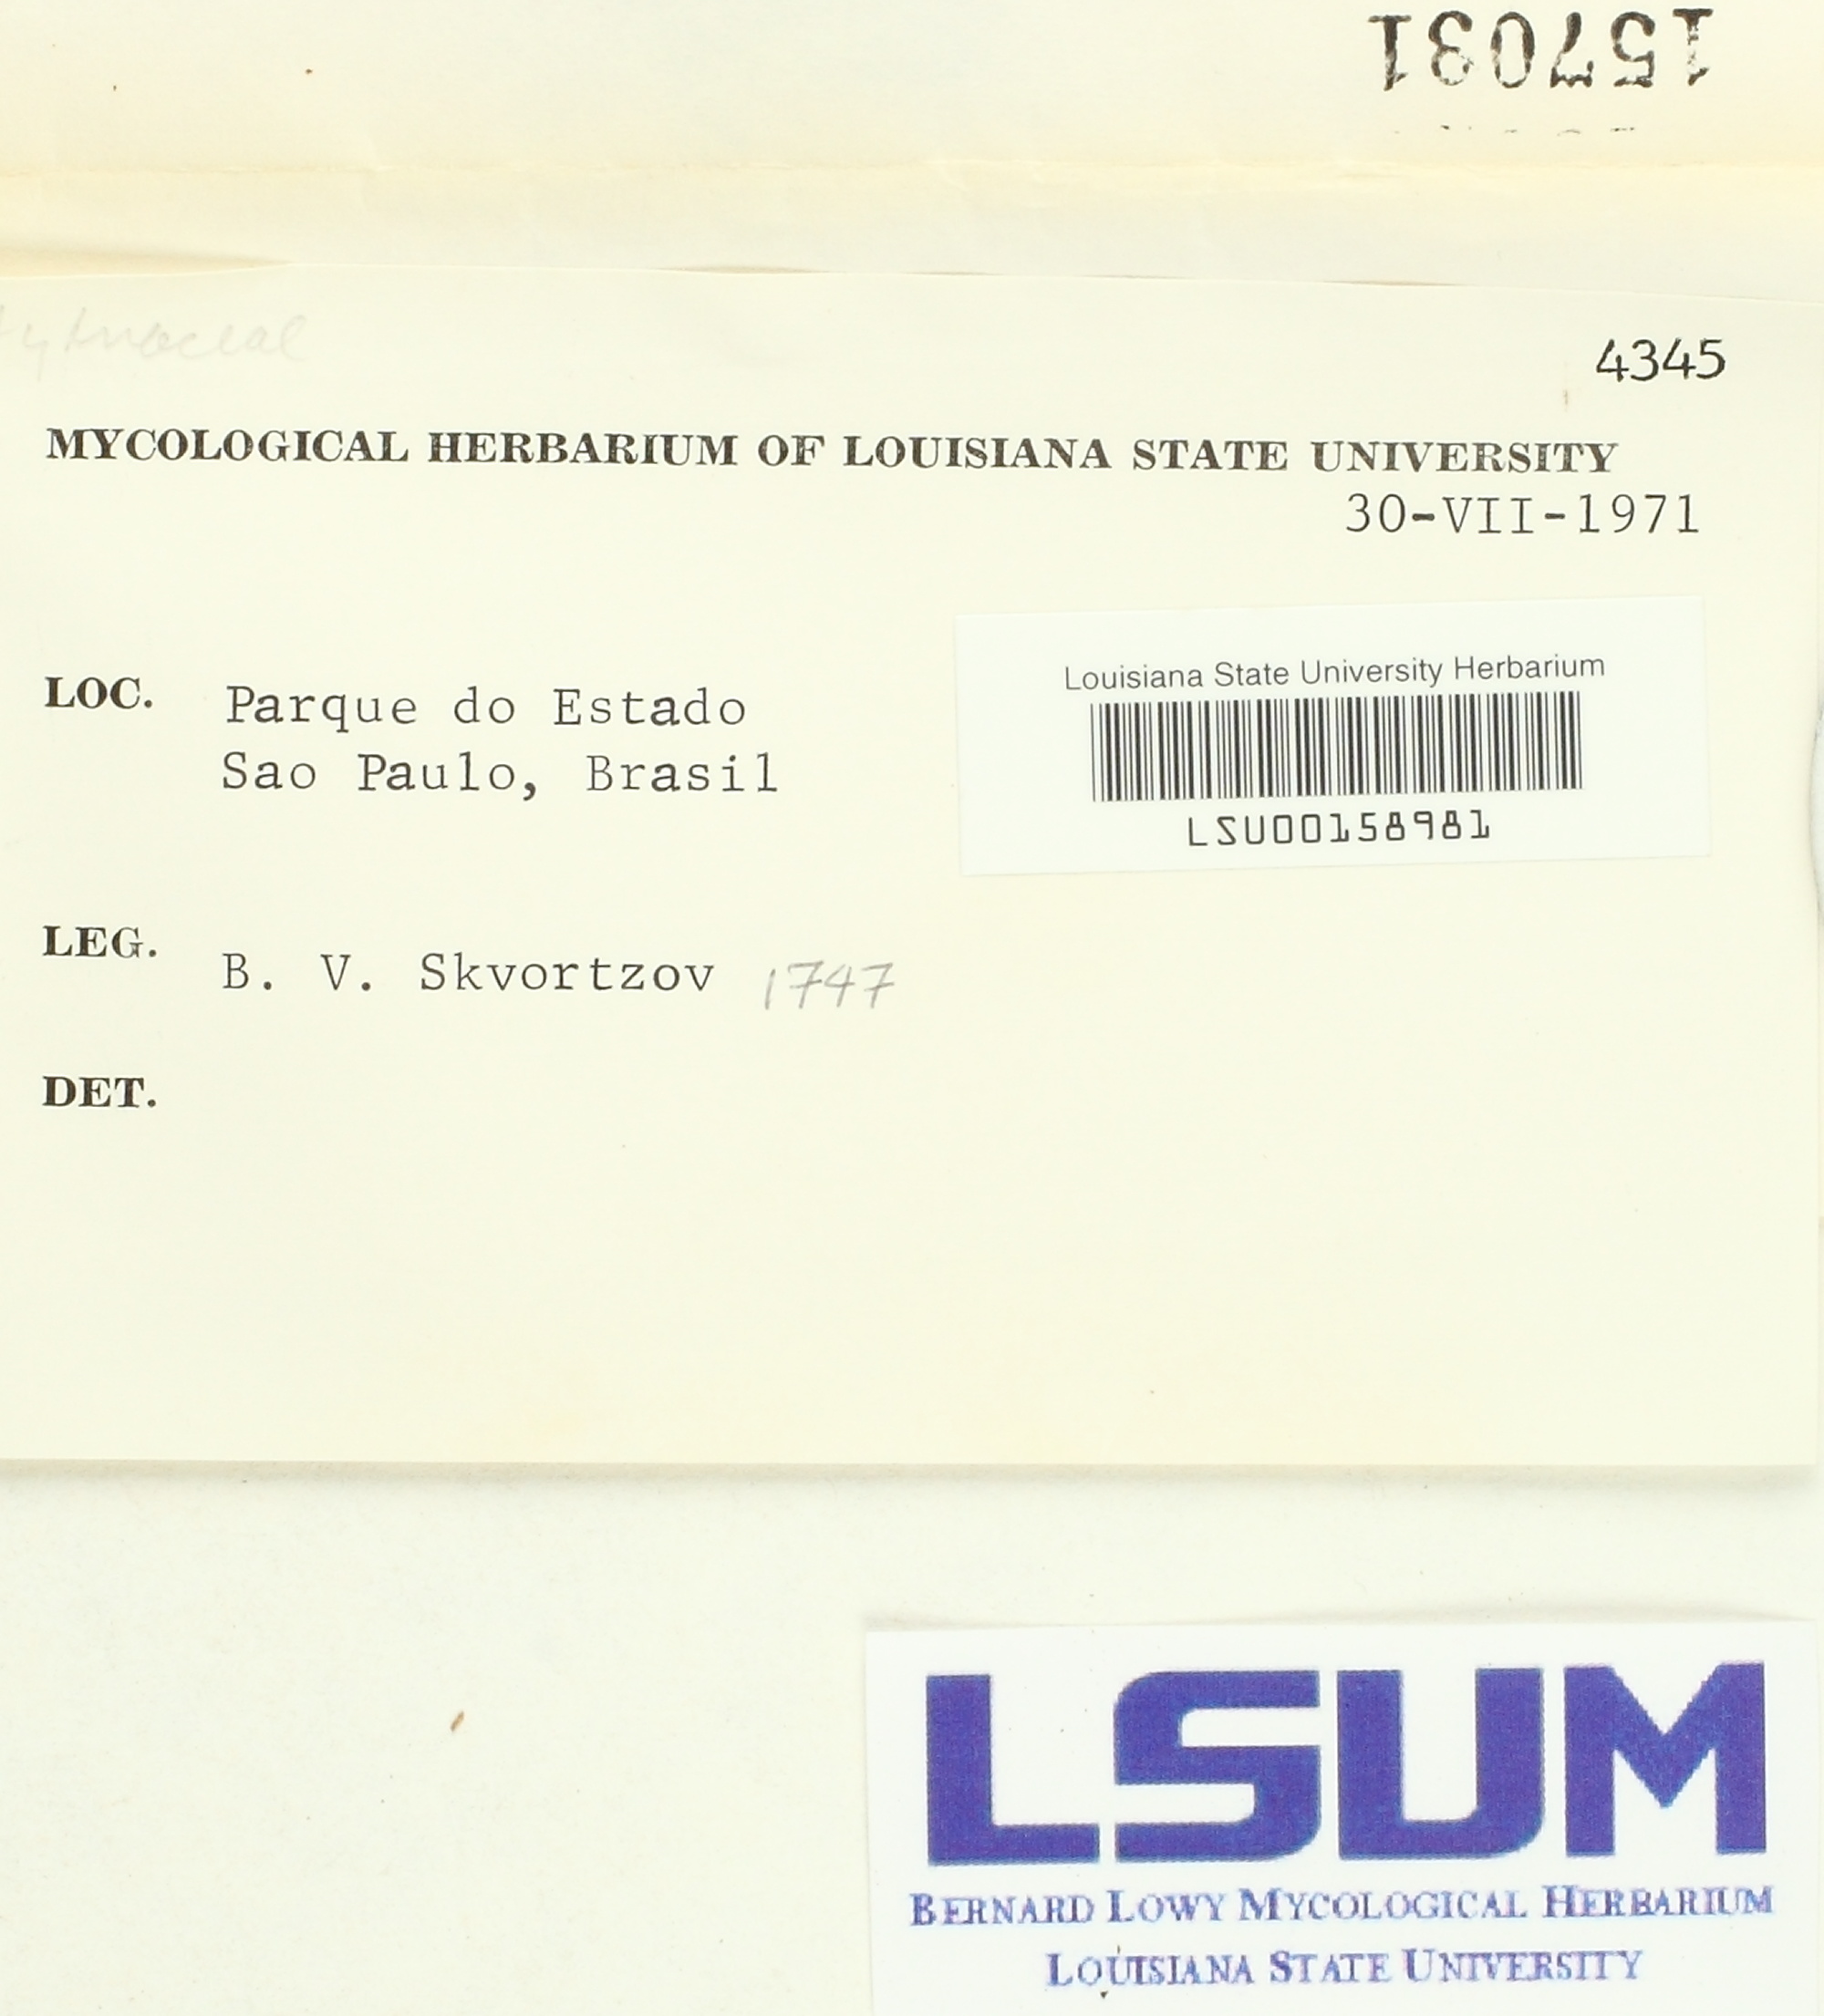 157031
4345
MYCOLOGICAL HERBARIUM OF LOUISIANA STATE UNIVERSITY
30-VII-1971
LOC. Parque do Estado
Sao Paulo, Brasil
Louisiana State University Herbarium
LSU00158981
LEG. B. V. Skvortzov 1747
DET.
LSUM
BERNARD LOWY MYCOLOGICAL HERBARIUM
LOUISIANA STATE UNIVERSITY